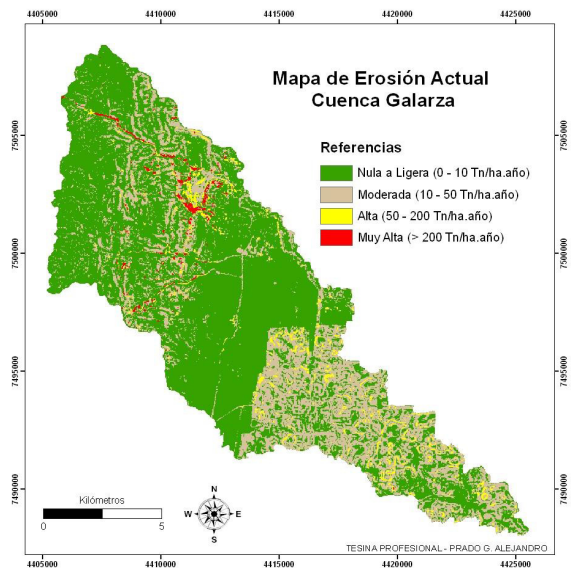 4405000 4410000 4415000 4420000 4425000
Mapa de Erosión Actual
Cuenca Galarza
Referencias
Nula a Ligera (0 - 10 Tn/ha.año)
Moderada (10 - 50 Tn/ha.año)
Alta (50 - 200 Tn/ha.año)
Muy Alta (> 200 Tn/ha.año)
7505000 7505000
7500000 7500000
7495000 7495000
7490000 7490000
Kilómetros
0 5
N
W E
S
TESINA PROFESIONAL - PRADO G. ALEJANDRO
4405000 4410000 4415000 4420000 4425000